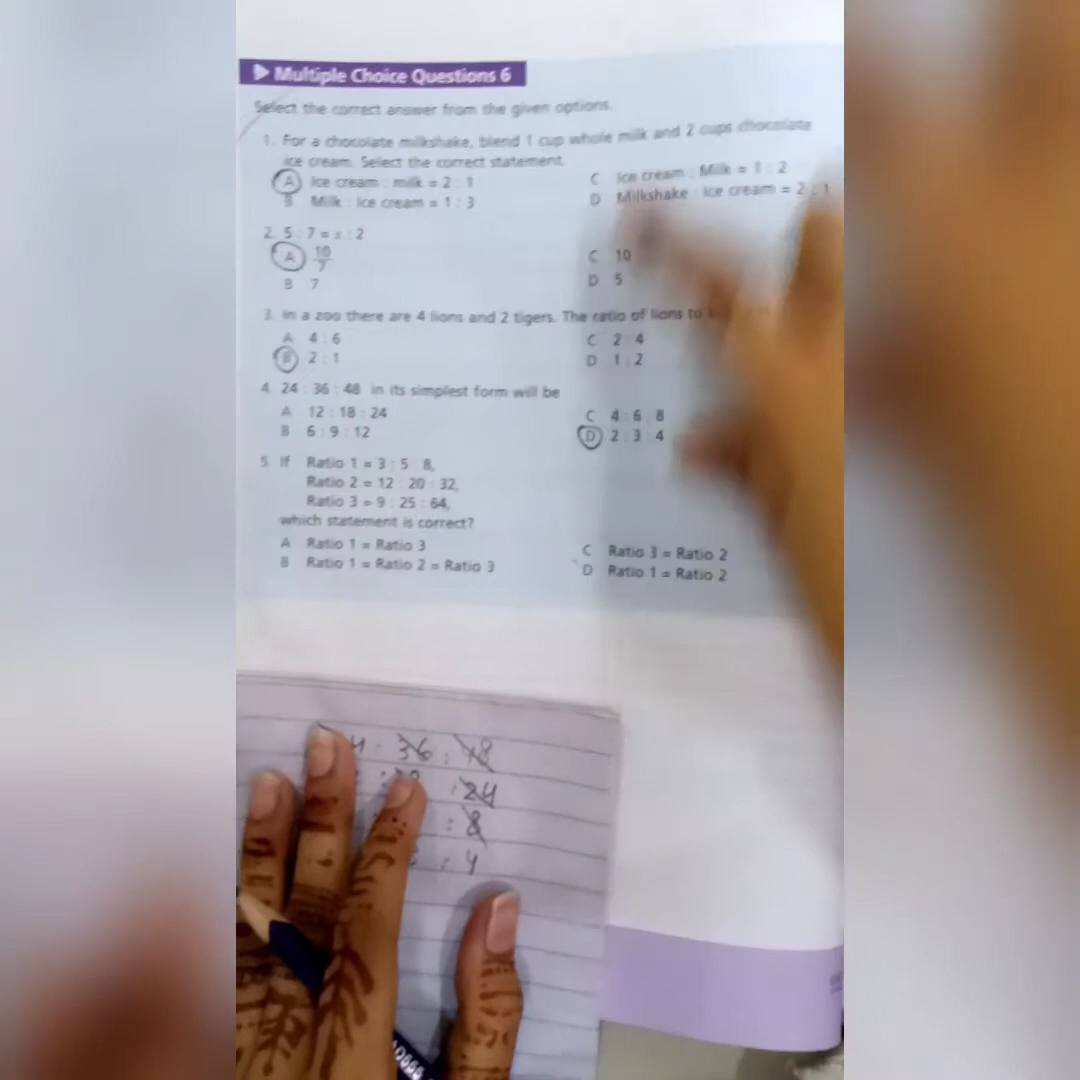 Multiple Choice Questions 6
Select the correct answer from the given options.
1. For a chocolate milkshake, blend 1 cup whole milk and 2 cups chocolate
ice cream. Select the correct statement.
A Ice cream : milk = 2 : 1
C Ice cream : Milk = 1 : 2
B Milk : Ice cream = 1 : 3
D Milkshake : Ice cream = 2 : 1
2. 5 : 7 = x : 2
A 10/7
C 10
B 7
D 5
3. In a zoo there are 4 lions and 2 tigers. The ratio of lions to
A 4 : 6
C 2 : 4
B 2 : 1
D 1 : 2
4. 24 : 36 : 48 in its simplest form will be
A 12 : 18 : 24
C 4 : 6 : 8
B 6 : 9 : 12
D 2 : 3 : 4
5. If Ratio 1 = 3 : 5 : 8,
Ratio 2 = 12 : 20 : 32,
Ratio 3 = 9 : 25 : 64,
which statement is correct?
A Ratio 1 = Ratio 3
C Ratio 3 = Ratio 2
B Ratio 1 = Ratio 2 = Ratio 3
D Ratio 1 = Ratio 2
4 : 36 : 48
: 24
: 8
: 4